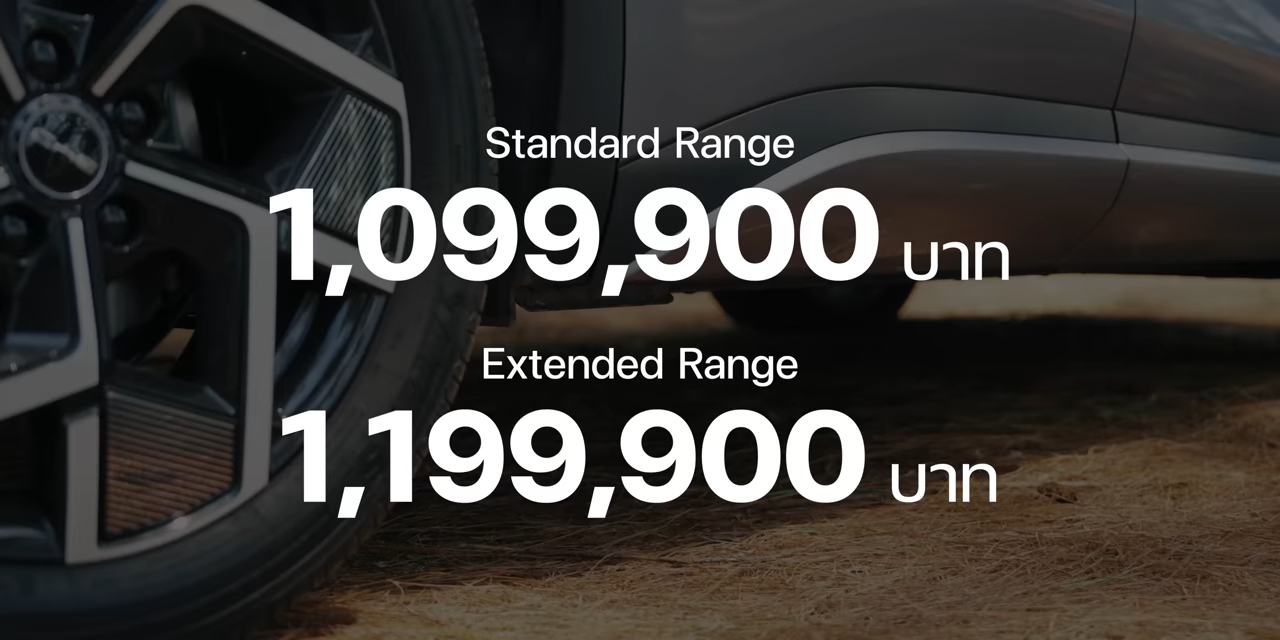 Standard Range
1,099,900 บาท
Extended Range
1,199,900 บาท